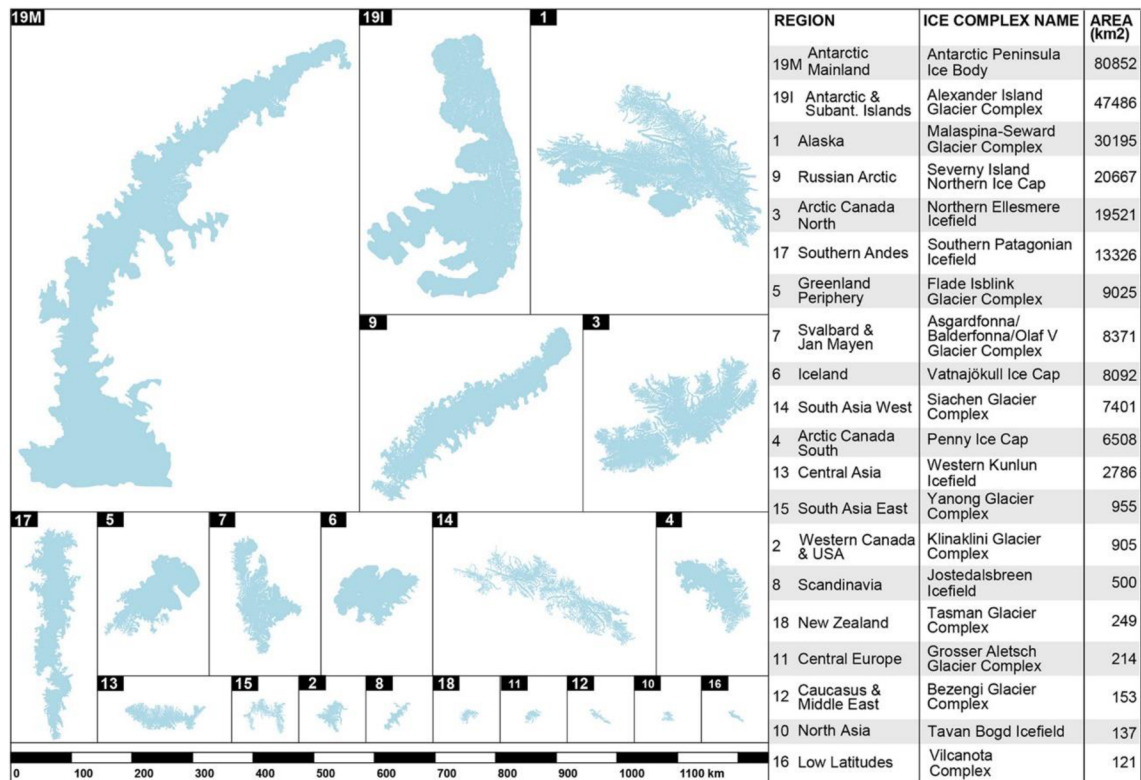 19M
19I
1
9
3
17
5
7
6
14
4
13
15
2
8
18
11
12
10
16
0 100 200 300 400 500 600 700 800 900 1000 1100 km
REGION ICE COMPLEX NAME AREA
(km2)
19M Antarctic Mainland Antarctic Peninsula Ice Body 80852
19I Antarctic & Subant. Islands Alexander Island Glacier Complex 47486
1 Alaska Malaspina-Seward Glacier Complex 30195
9 Russian Arctic Severny Island Northern Ice Cap 20667
3 Arctic Canada North Northern Ellesmere Icefield 19521
17 Southern Andes Southern Patagonian Icefield 13326
5 Greenland Periphery Flade Isblink Glacier Complex 9025
7 Svalbard & Jan Mayen Asgardfonna/ Balderfonna/Olaf V Glacier Complex 8371
6 Iceland Vatnajökull Ice Cap 8092
14 South Asia West Siachen Glacier Complex 7401
4 Arctic Canada South Penny Ice Cap 6508
13 Central Asia Western Kunlun Icefield 2786
15 South Asia East Yanong Glacier Complex 955
2 Western Canada & USA Klinaklini Glacier Complex 905
8 Scandinavia Jostedalsbreen Icefield 500
18 New Zealand Tasman Glacier Complex 249
11 Central Europe Grosser Aletsch Glacier Complex 214
12 Caucasus & Middle East Bezengi Glacier Complex 153
10 North Asia Tavan Bogd Icefield 137
16 Low Latitudes Vilcanota Complex 121